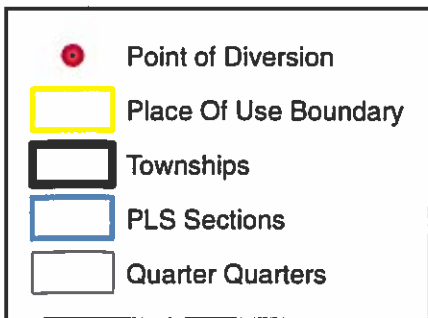 Point of Diversion
Place Of Use Boundary
Townships
PLS Sections
Quarter Quarters